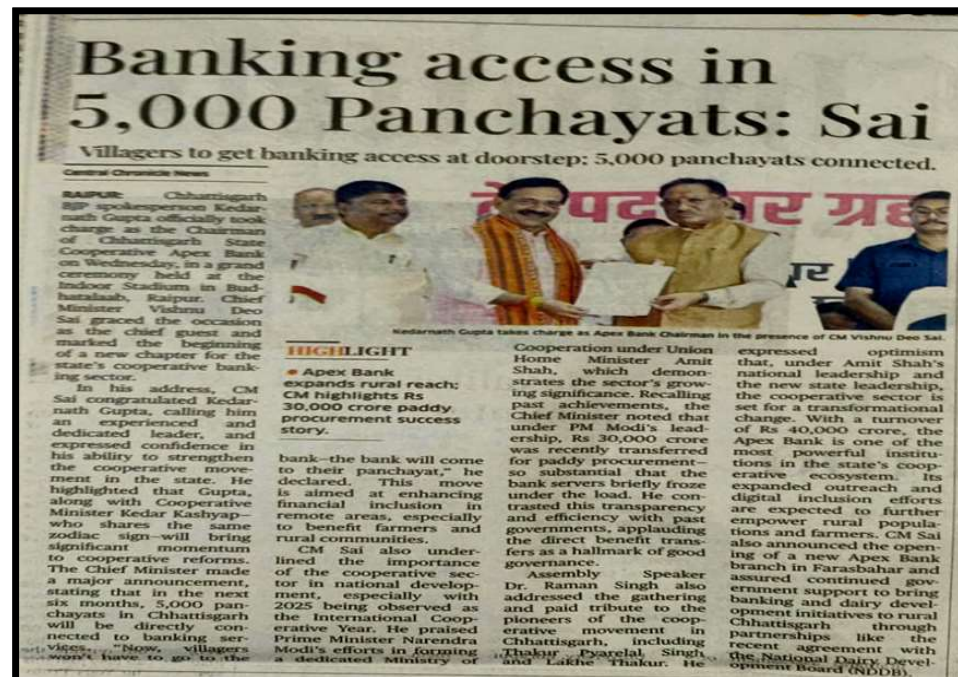 Banking access in
5,000 Panchayats: Sai
Villagers to get banking access at doorstep; 5,000 panchayats connected.
Central Chronicle News
RAIPUR: Chhattisgarh
BJP spokesperson Kedar-
nath Gupta officially took
charge as the Chairman
of Chhattisgarh State
Cooperative Apex Bank
on Wednesday, in a grand
ceremony held at the
Indoor Stadium in Bud-
hatalaab, Raipur. Chief
Minister Vishnu Deo
Sai graced the occasion
as the chief guest and
marked the beginning
of a new chapter for the
state's cooperative bank-
ing sector.
In his address, CM
Sai congratulated Kedar-
nath Gupta, calling him
an experienced and
dedicated leader, and
expressed confidence in
his ability to strengthen
the cooperative move-
ment in the state. He
highlighted that Gupta,
along with Cooperative
Minister Kedar Kashyap—
who shares the same
zodiac sign—will bring
significant momentum
to cooperative reforms.
The Chief Minister made
a major announcement,
stating that in the next
six months, 5,000 pan-
chayats in Chhattisgarh
will be directly con-
nected to banking ser-
vices. "Now, villagers
won't have to go to the
पद
ग्रह
Kedarnath Gupta takes charge as Apex Bank Chairman in the presence of CM Vishnu Deo Sai.
HIGHLIGHT
• Apex Bank
expands rural reach;
CM highlights Rs
30,000 crore paddy
procurement success
story.
bank—the bank will come
to their panchayat," he
declared. This move
is aimed at enhancing
financial inclusion in
remote areas, especially
to benefit farmers and
rural communities.
CM Sai also under-
lined the importance
of the cooperative sec-
tor in national develop-
ment, especially with
2025 being observed as
the International Coop-
erative Year. He praised
Prime Minister Narendra
Modi's efforts in forming
a dedicated Ministry of
Cooperation under Union
Home Minister Amit
Shah, which demon-
strates the sector's grow-
ing significance. Recalling
past achievements, the
Chief Minister noted that
under PM Modi's lead-
ership, Rs 30,000 crore
was recently transferred
for paddy procurement—
so substantial that the
bank servers briefly froze
under the load. He con-
trasted this transparency
and efficiency with past
governments, applauding
the direct benefit trans-
fers as a hallmark of good
governance.
Assembly Speaker
Dr. Raman Singh also
addressed the gathering
and paid tribute to the
pioneers of the coop-
erative movement in
Chhattisgarh, including
Thakur Pyarelal Singh
and Lakhe Thakur. He
expressed optimism
that, under Amit Shah's
national leadership and
the new state leadership,
the cooperative sector is
set for a transformational
change. With a turnover
of Rs 40,000 crore, the
Apex Bank is one of the
most powerful institu-
tions in the state's coop-
erative ecosystem. Its
expanded outreach and
digital inclusion efforts
are expected to further
empower rural popula-
tions and farmers. CM Sai
also announced the open-
ing of a new Apex Bank
branch in Farasbahar and
assured continued gov-
ernment support to bring
banking and dairy devel-
opment initiatives to rural
Chhattisgarh through
partnerships like the
recent agreement with
the National Dairy Devel-
opment Board (NDDB).